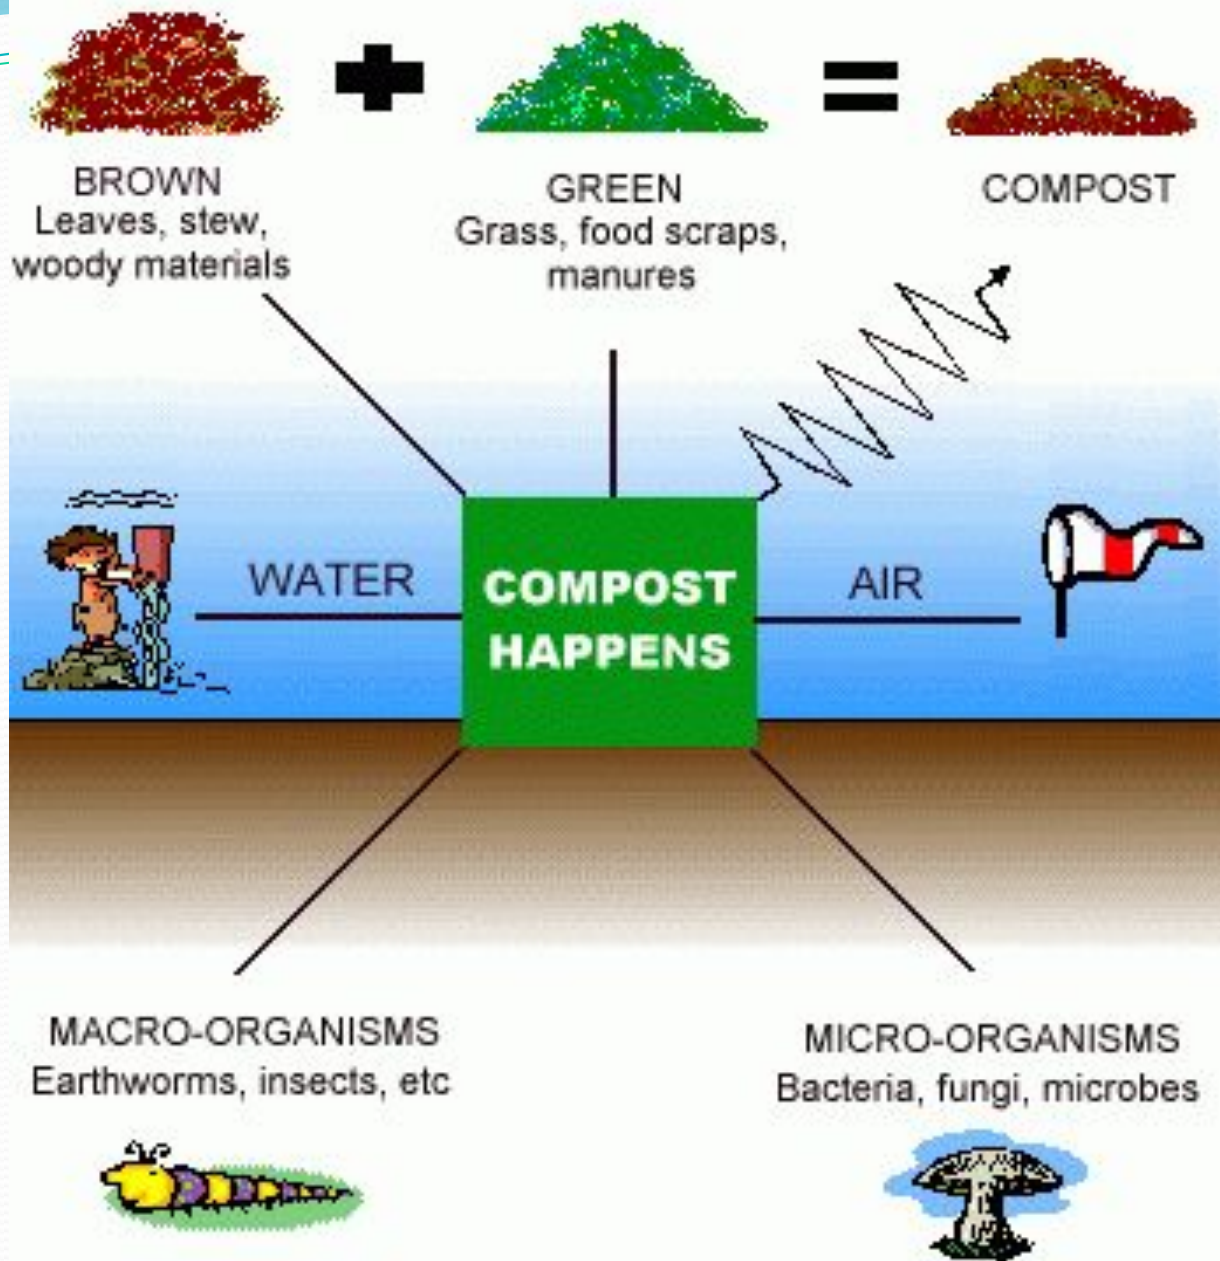 BROWN
Leaves, stew,
woody materials
GREEN
Grass, food scraps,
manures
COMPOST
WATER
COMPOST
HAPPENS
AIR
MACRO-ORGANISMS
Earthworms, insects, etc
MICRO-ORGANISMS
Bacteria, fungi, microbes